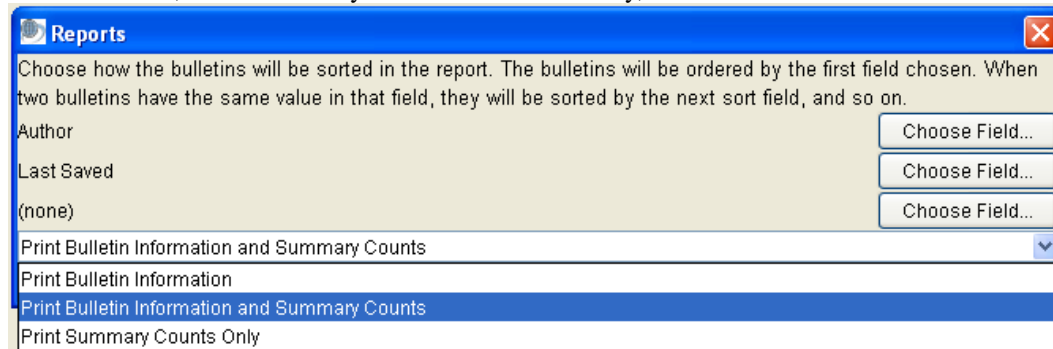 Reports
Choose how the bulletins will be sorted in the report. The bulletins will be ordered by the first field chosen. When
two bulletins have the same value in that field, they will be sorted by the next sort field, and so on.
Author Choose Field...
Last Saved Choose Field...
(none) Choose Field...
Print Bulletin Information and Summary Counts
Print Bulletin Information
Print Bulletin Information and Summary Counts
Print Summary Counts Only